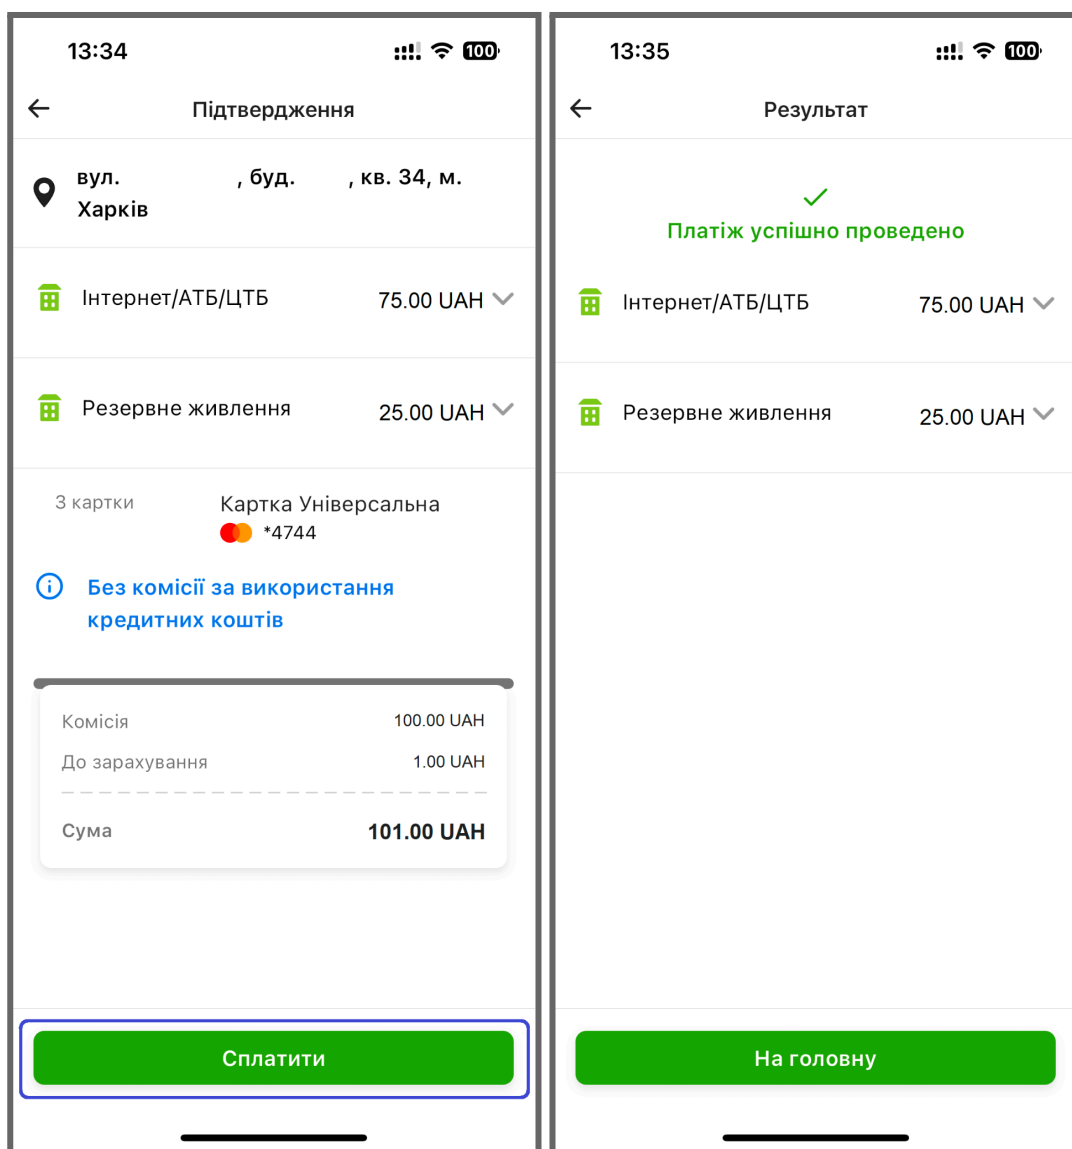 13:34
100
Підтвердження
вул. , буд. , кв. 34, м.
Харків
Інтернет/АТБ/ЦТБ 75.00 UAH
Резервне живлення 25.00 UAH
З картки Картка Універсальна
*4744
Без комісії за використання
кредитних коштів
Комісія 100.00 UAH
До зарахування 1.00 UAH
Сума 101.00 UAH
Сплатити
13:35
100
Результат
Платіж успішно проведено
Інтернет/АТБ/ЦТБ 75.00 UAH
Резервне живлення 25.00 UAH
На головну